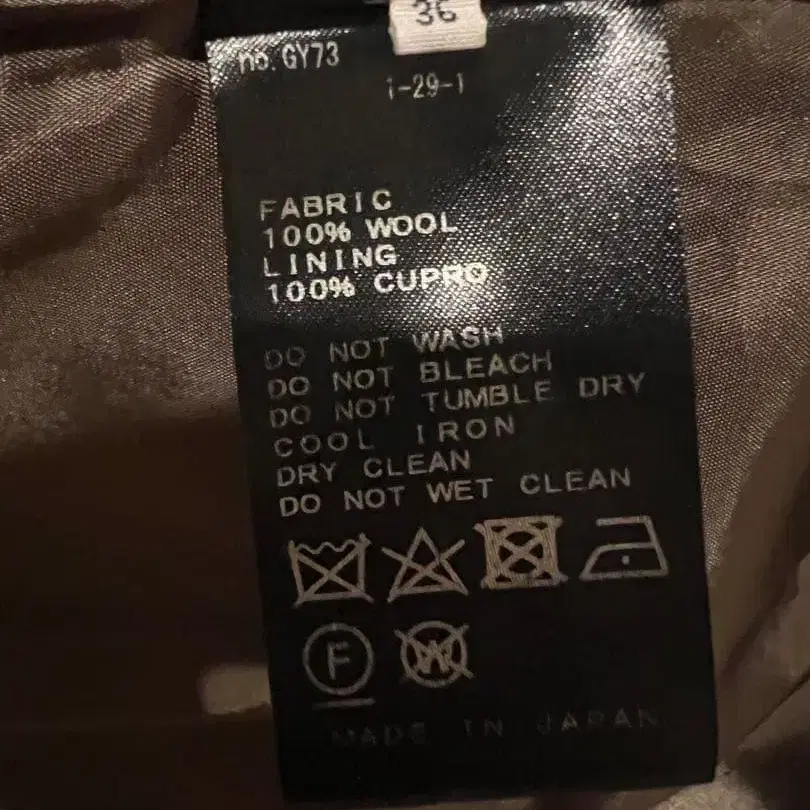 36
no. GY73
1-29-1
FABRIC
100% WOOL
LINING
100% CUPRO
DO NOT WASH
DO NOT BLEACH
DO NOT TUMBLE DRY
COOL IRON
DRY CLEAN
DO NOT WET CLEAN
F W
MADE IN JAPAN